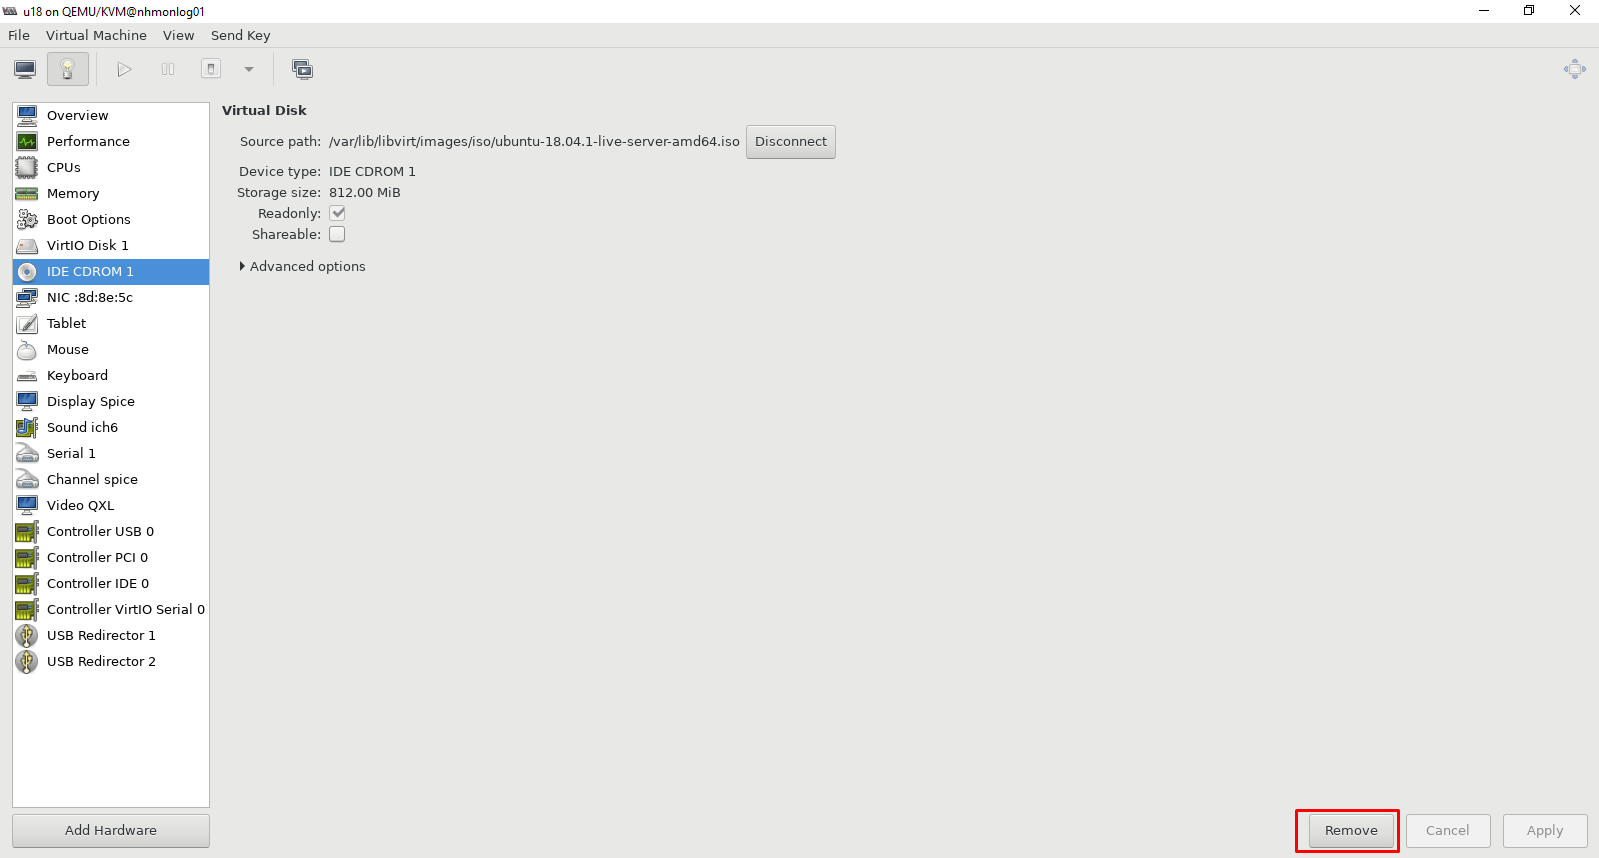 u18 on QEMU/KVM@nhmonlog01
File Virtual Machine View Send Key
Overview
Performance
CPUs
Memory
Boot Options
VirtIO Disk 1
IDE CDROM 1
NIC :8d:8e:5c
Tablet
Mouse
Keyboard
Display Spice
Sound ich6
Serial 1
Channel spice
Video QXL
Controller USB 0
Controller PCI 0
Controller IDE 0
Controller VirtIO Serial 0
USB Redirector 1
USB Redirector 2
Add Hardware
Virtual Disk
Source path: /var/lib/libvirt/images/iso/ubuntu-18.04.1-live-server-amd64.iso Disconnect
Device type: IDE CDROM 1
Storage size: 812.00 MiB
Readonly:
Shareable:
Advanced options
Remove Cancel Apply